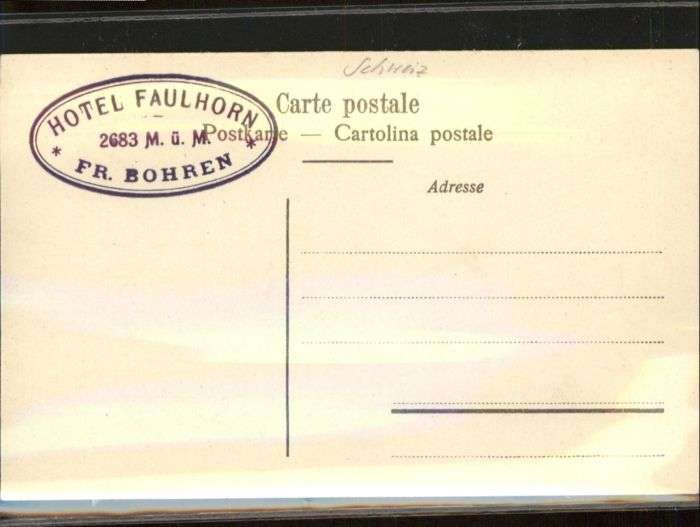 Schweiz
HOTEL FAULHORN
2683 M. ü. M.
* FR. BOHREN *
Carte postale
Postkarte — Cartolina postale
Adresse